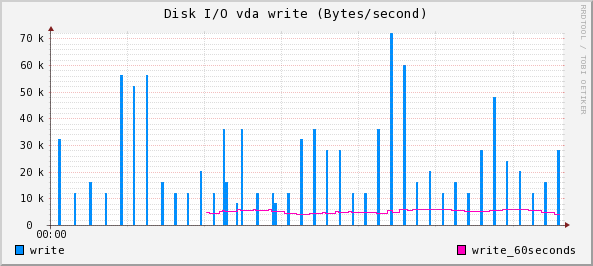 Disk I/O vda write (Bytes/second)
RRDTOOL / TOBI OETIKER
70 k
60 k
50 k
40 k
30 k
20 k
10 k
0
00:00
write write_60seconds